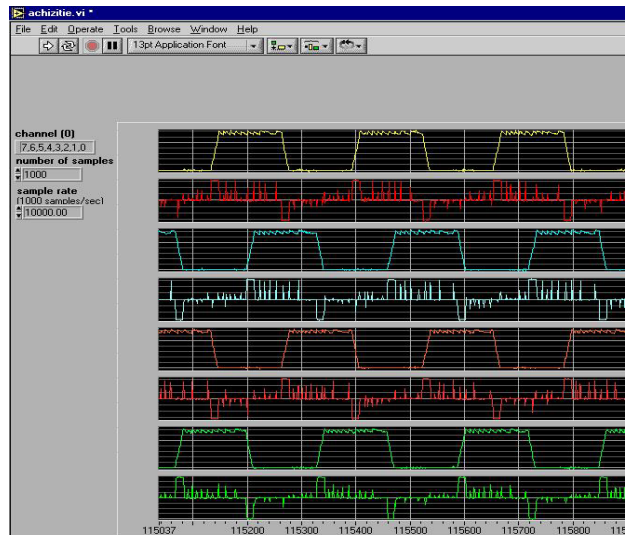 achizitie.vi *
File Edit Operate Tools Browse Window Help
13pt Application Font
channel (0)
7,6,5,4,3,2,1,0
number of samples
1000
sample rate
(1000 samples/sec)
10000.00
115037 115200 115300 115400 115500 115600 115700 115800